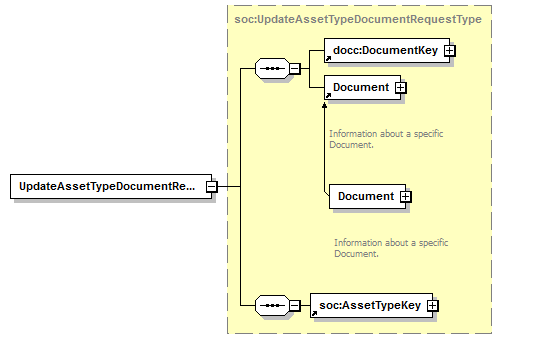 soc:UpdateAssetTypeDocumentRequestType
docc:DocumentKey
Document
Information about a specific
Document.
UpdateAssetTypeDocumentRe...
Document
Information about a specific
Document.
soc:AssetTypeKey